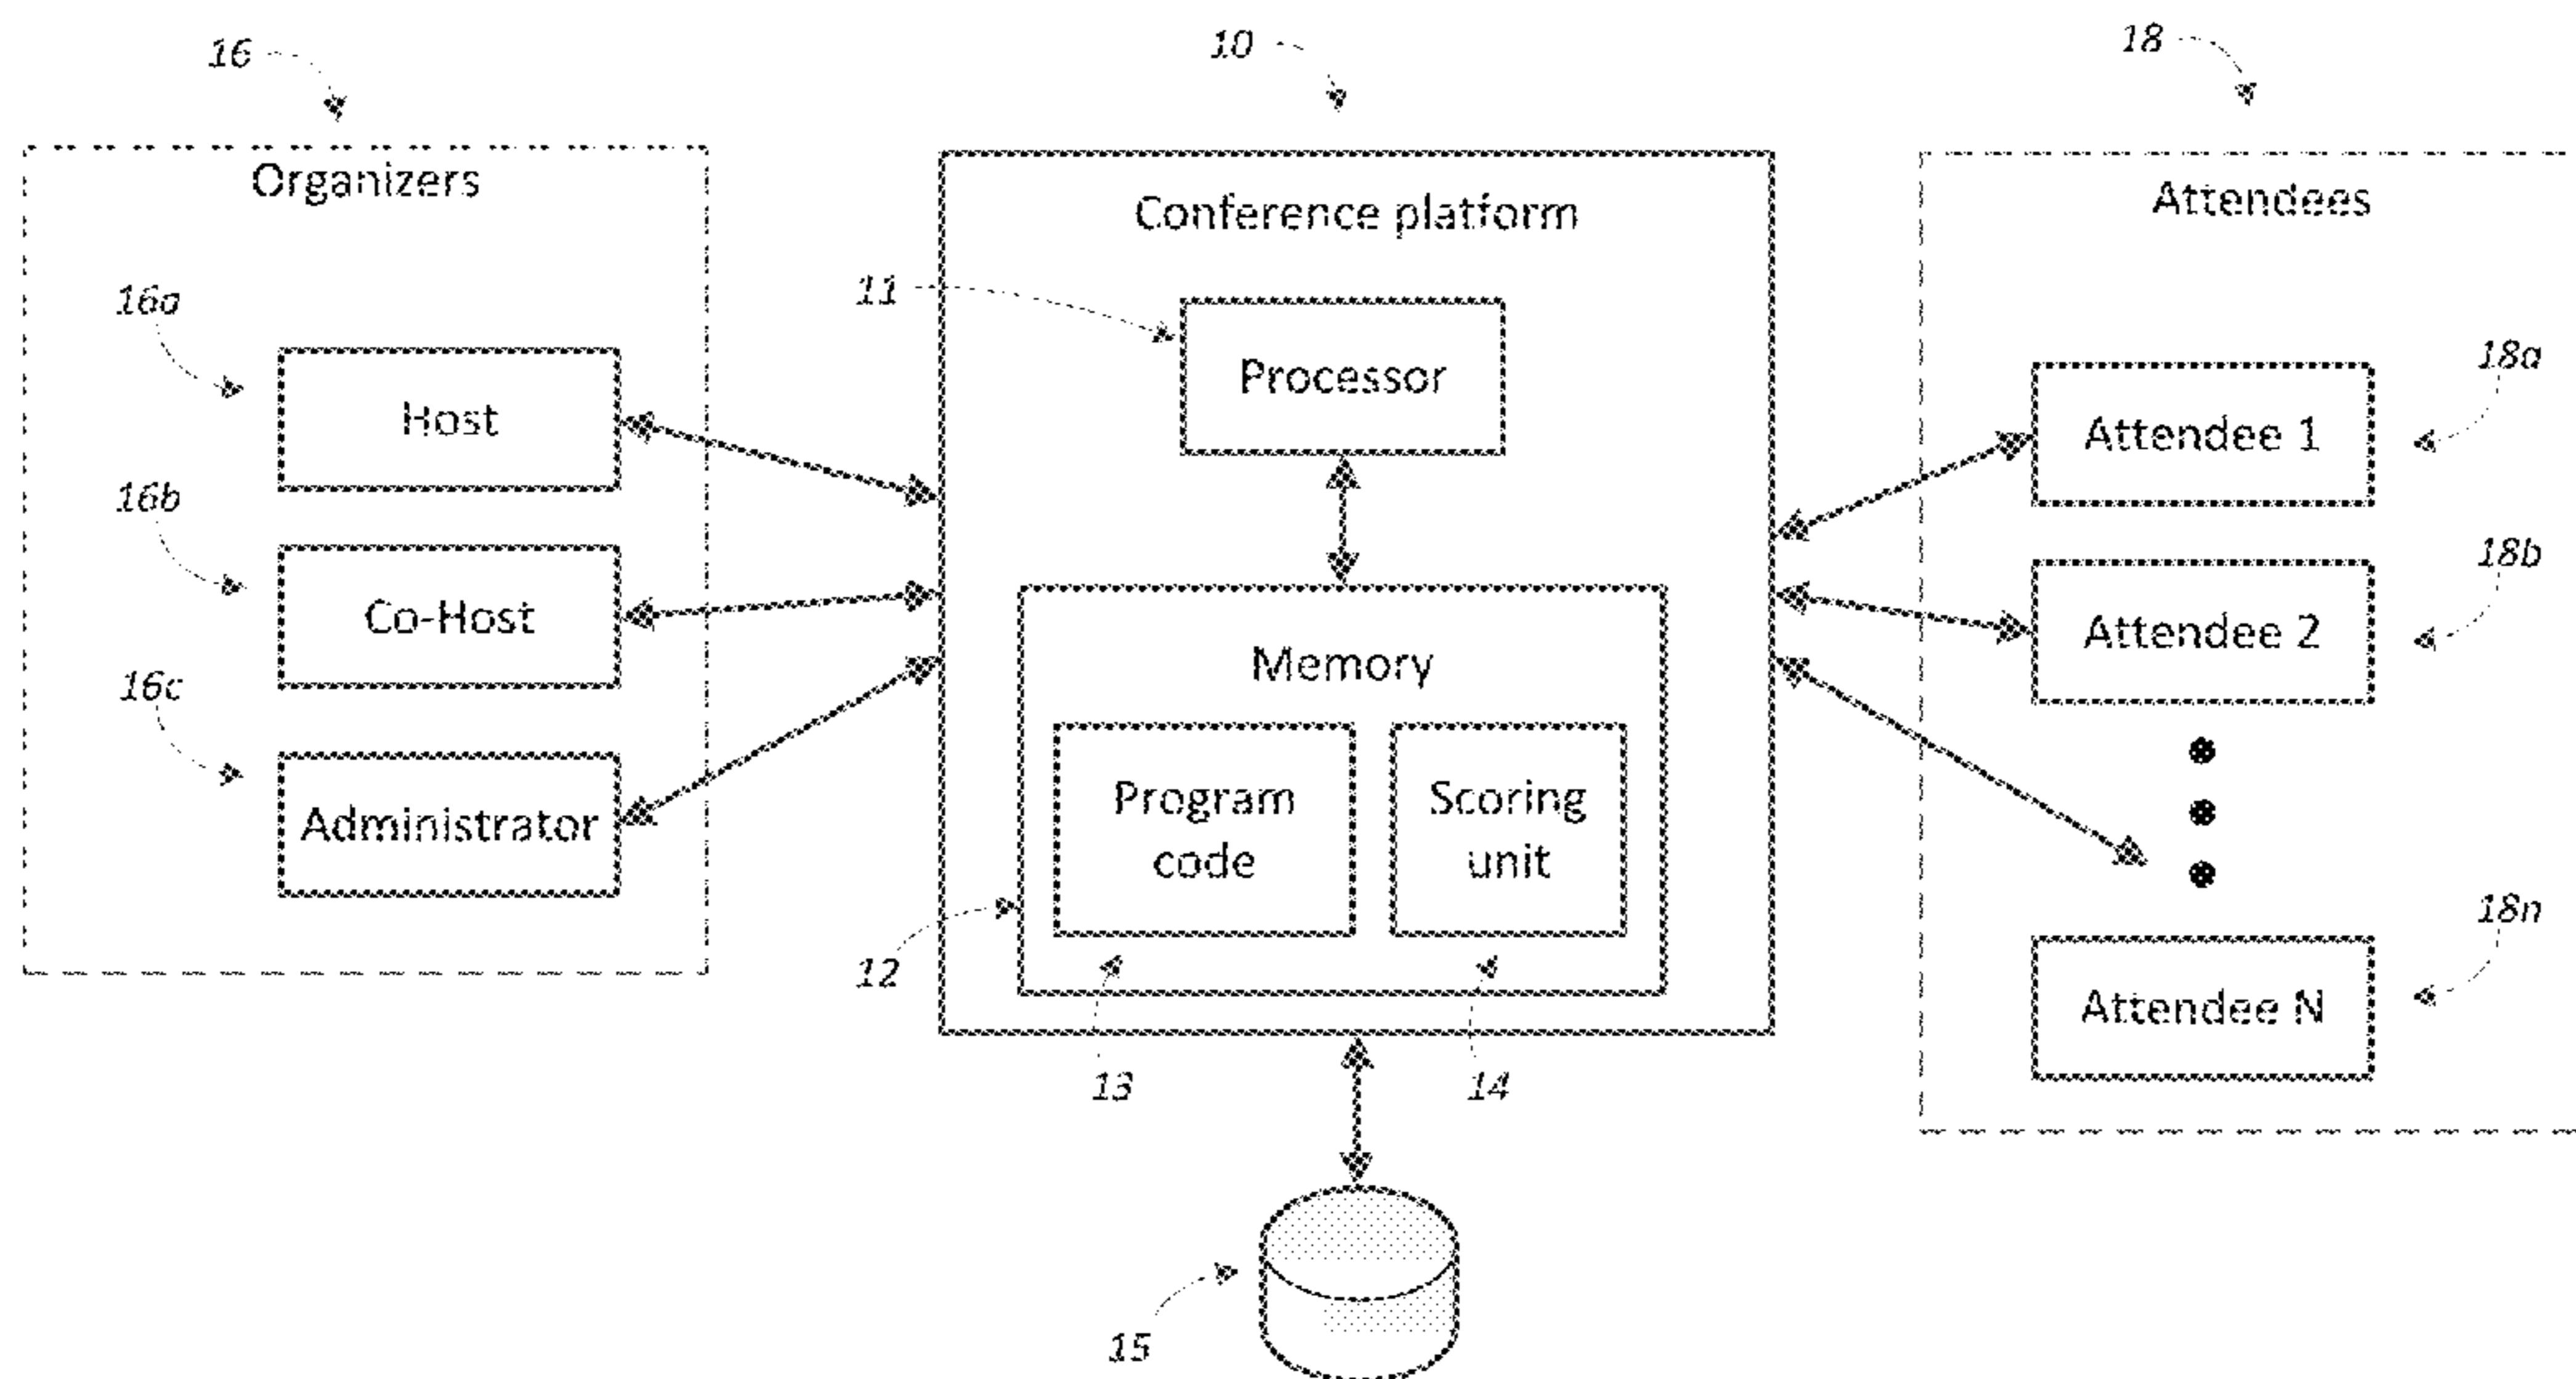 16
10
18
Organizers
Conference platform
Attendees
16a
11
Processor
18a
Host
Attendee 1
16b
18b
Co-Host
Attendee 2
Memory
16c
Program
code
Scoring
unit
Administrator
18n
12
Attendee N
13
14
15